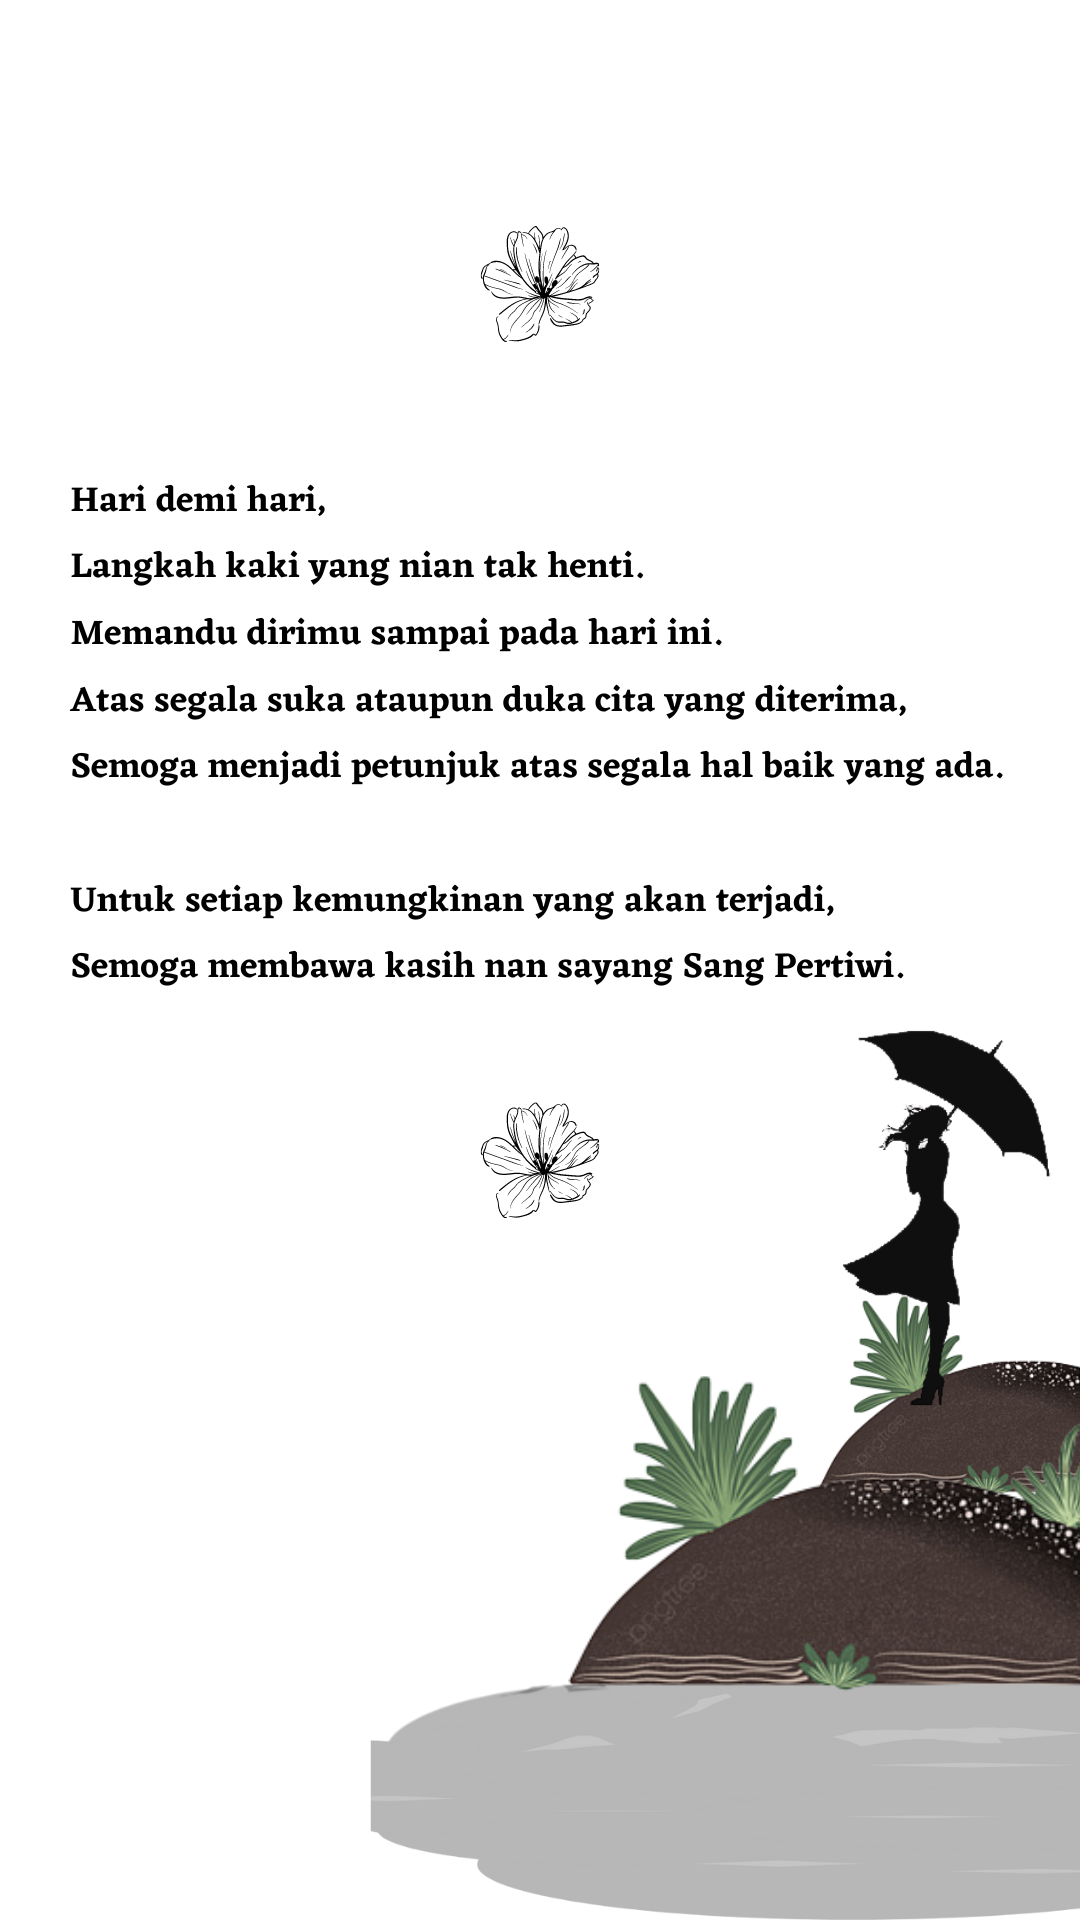 Hari demi hari,
Langkah kaki yang nian tak henti.
Memandu dirimu sampai pada hari ini.
Atas segala suka ataupun duka cita yang diterima,
Semoga menjadi petunjuk atas segala hal baik yang ada.
Untuk setiap kemungkinan yang akan terjadi,
Semoga membawa kasih nan sayang Sang Pertiwi.
pngtree
pngtree